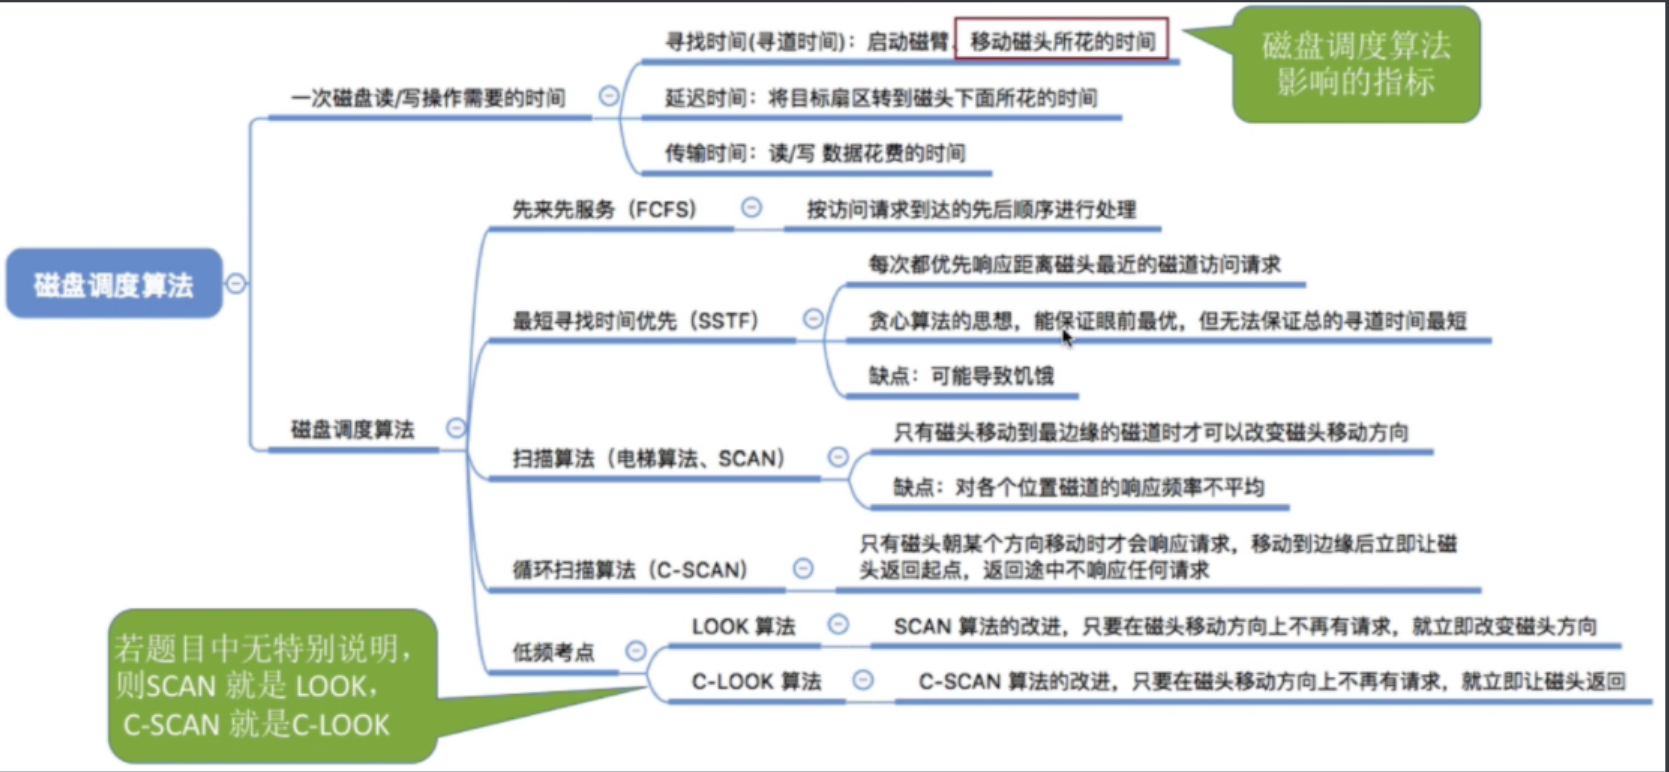 寻找时间(寻道时间)：启动磁臂、移动磁头所花的时间
磁盘调度算法
影响的指标
一次磁盘读/写操作需要的时间
延迟时间：将目标扇区转到磁头下面所花的时间
传输时间：读/写 数据花费的时间
先来先服务（FCFS)
按访问请求到达的先后顺序进行处理
磁盘调度算法
每次都优先响应距离磁头最近的磁道访问请求
最短寻找时间优先（SSTF)
贪心算法的思想，能保证眼前最优，但无法保证总的寻道时间最短
缺点：可能导致饥饿
磁盘调度算法
扫描算法（电梯算法、SCAN)
只有磁头移动到最边缘的磁道时才可以改变磁头移动方向
缺点：对各个位置磁道的响应频率不平均
循环扫描算法（C-SCAN)
只有磁头朝某个方向移动时才会响应请求，移动到边缘后立即让磁
头返回起点，返回途中不响应任何请求
低频考点
LOOK 算法
SCAN 算法的改进，只要在磁头移动方向上不再有请求，就立即改变磁头方向
C-LOOK 算法
C-SCAN 算法的改进，只要在磁头移动方向上不再有请求，就立即让磁头返回
若题目中无特别说明，
则SCAN 就是 LOOK，
C-SCAN 就是C-LOOK